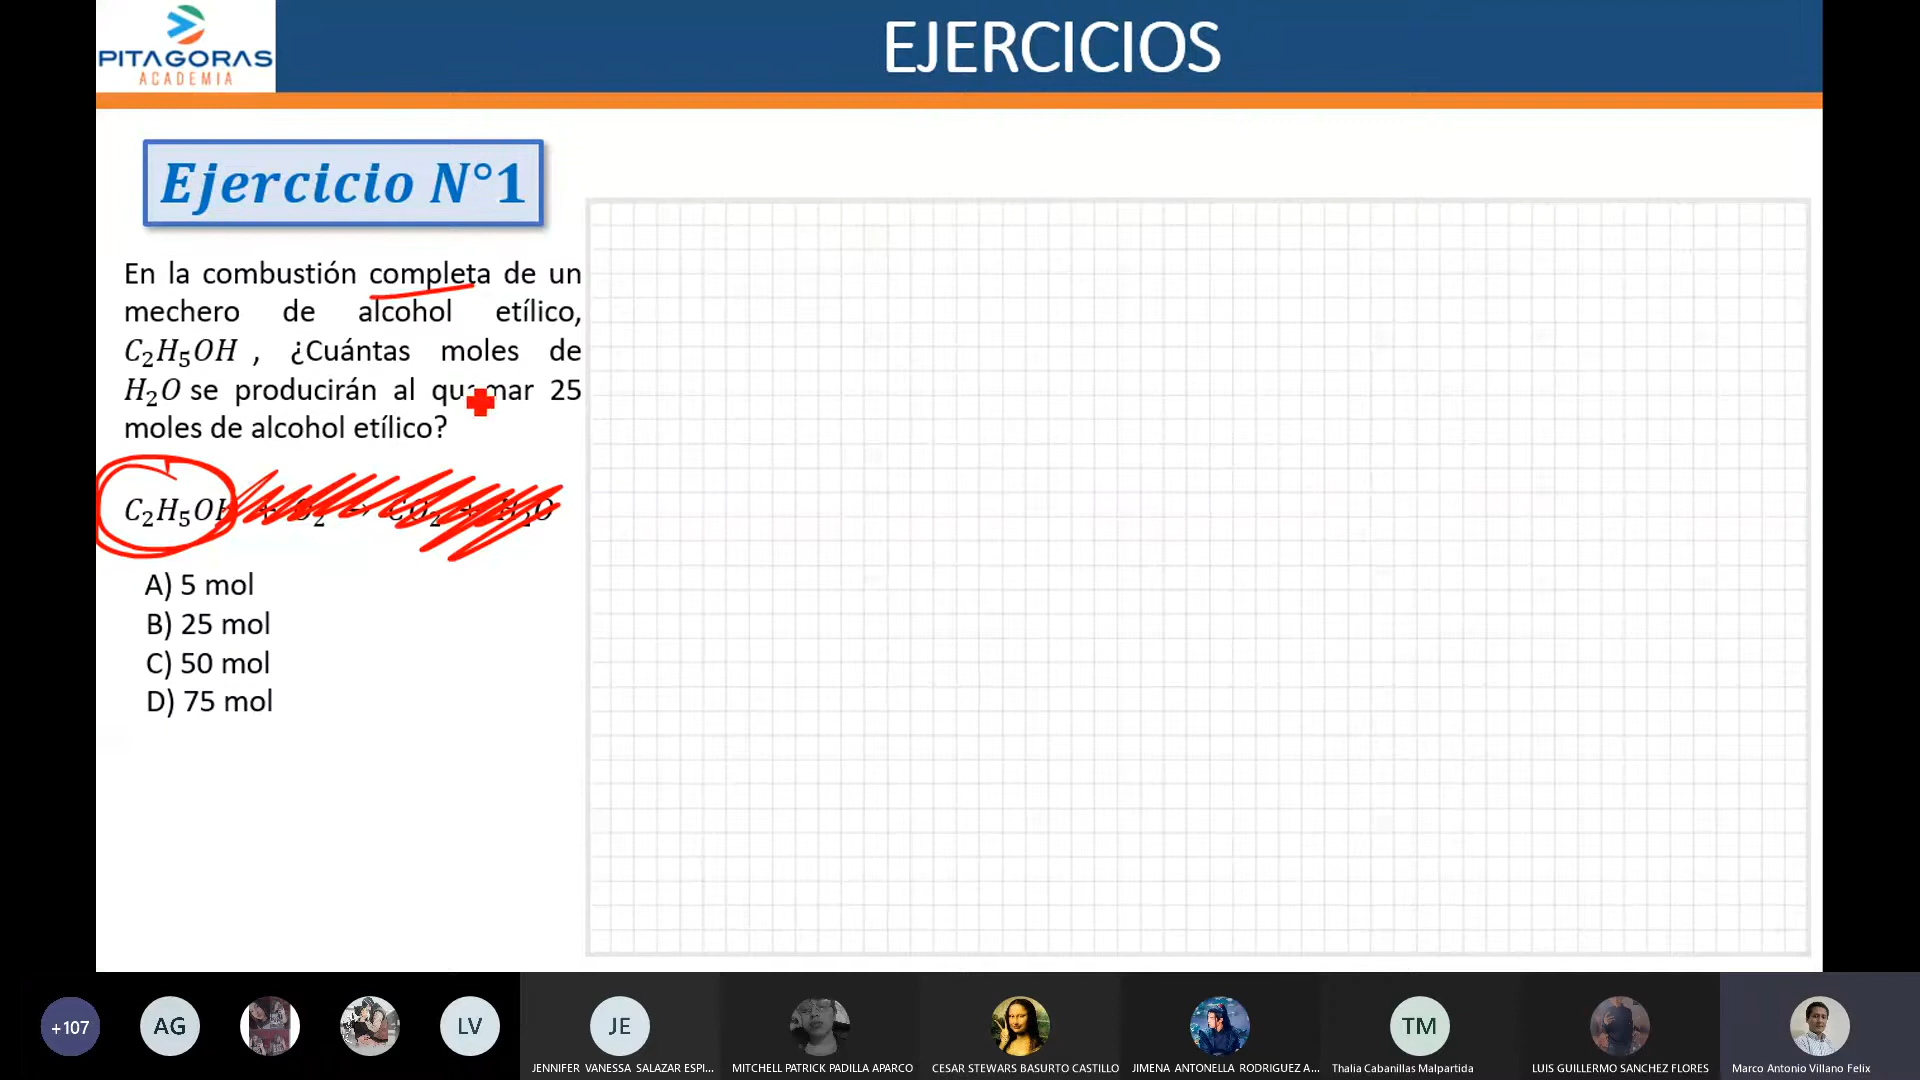 PITAGORAS
ACADEMIA
EJERCICIOS
Ejercicio N°1
En la combustión completa de un
mechero de alcohol etílico,
C₂H₅OH , ¿Cuántas moles de
H₂O se producirán al quemar 25
moles de alcohol etílico?
C₂H₅OH + O₂ → CO₂ + H₂O
A) 5 mol
B) 25 mol
C) 50 mol
D) 75 mol
+107
AG
LV
JE
TM
JENNIFER VANESSA SALAZAR ESPI...
MITCHELL PATRICK PADILLA APARCO
CESAR STEWARS BASURTO CASTILLO
JIMENA ANTONELLA RODRIGUEZ A...
Thalia Cabanillas Malpartida
LUIS GUILLERMO SANCHEZ FLORES
Marco Antonio Villano Felix